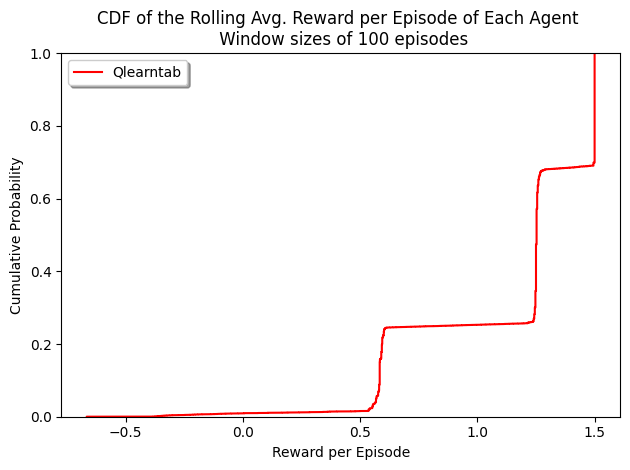 CDF of the Rolling Avg. Reward per Episode of Each Agent
Window sizes of 100 episodes
Qlearntab
1.0
0.8
0.6
0.4
0.2
0.0
Cumulative Probability
−0.5
0.0
0.5
1.0
1.5
Reward per Episode